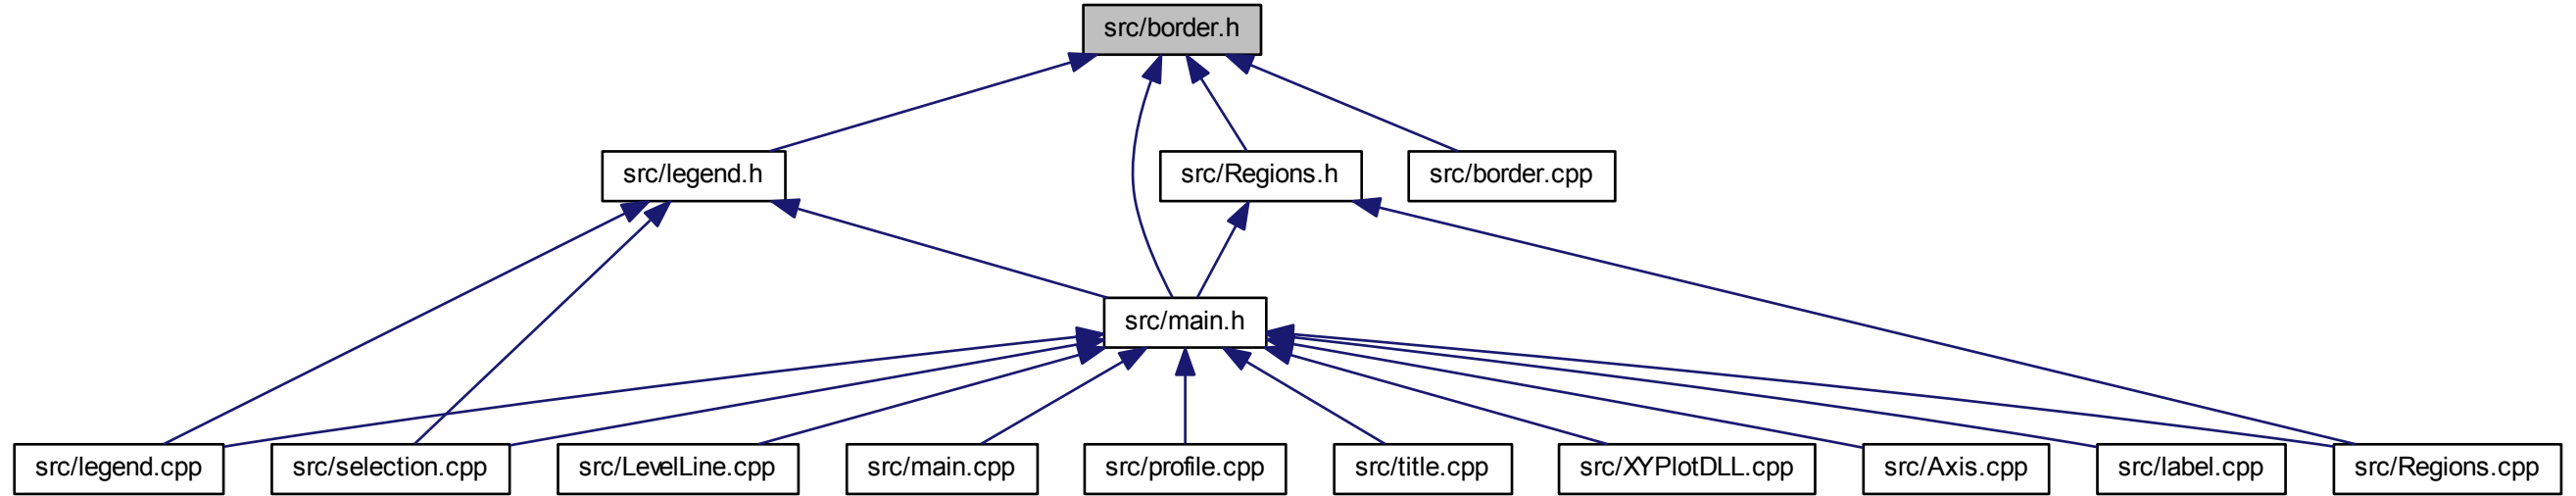 src/border.h
src/legend.h
src/Regions.h
src/border.cpp
src/main.h
src/legend.cpp
src/selection.cpp
src/LevelLine.cpp
src/main.cpp
src/profile.cpp
src/title.cpp
src/XYPlotDLL.cpp
src/Axis.cpp
src/label.cpp
src/Regions.cpp